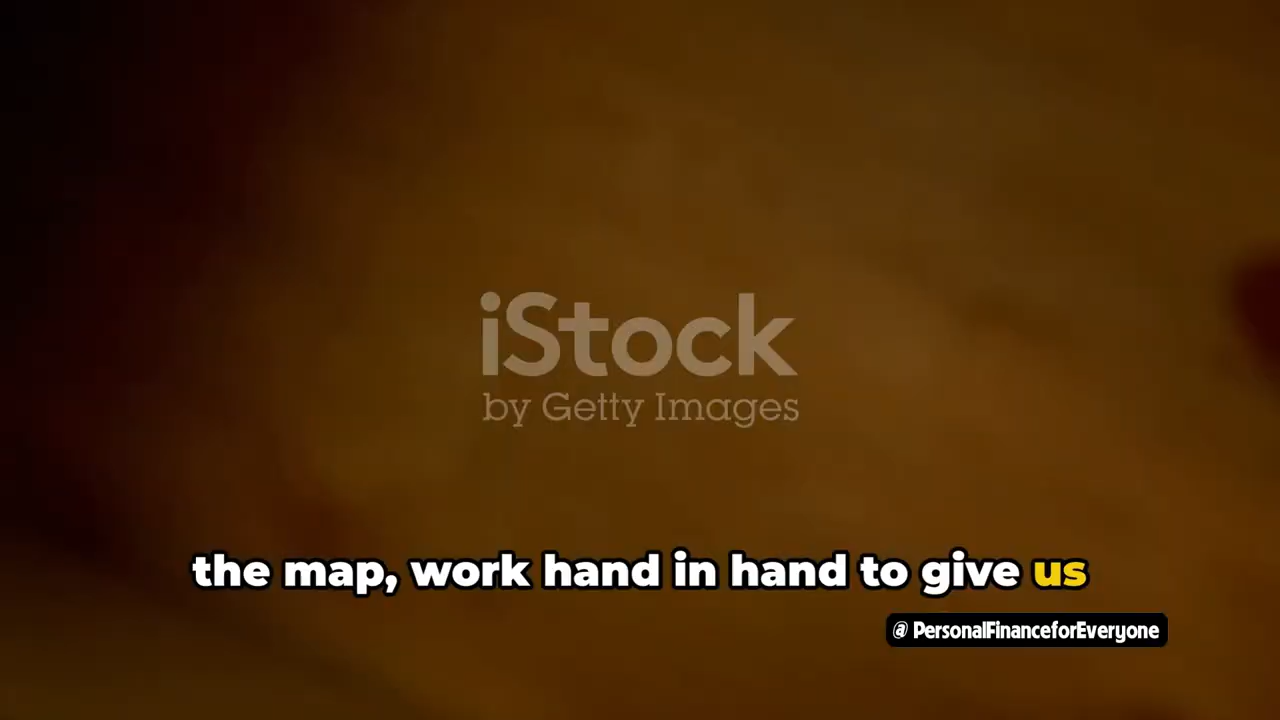 iStock
by Getty Images
the map, work hand in hand to give us
@ PersonalFinanceforEveryone